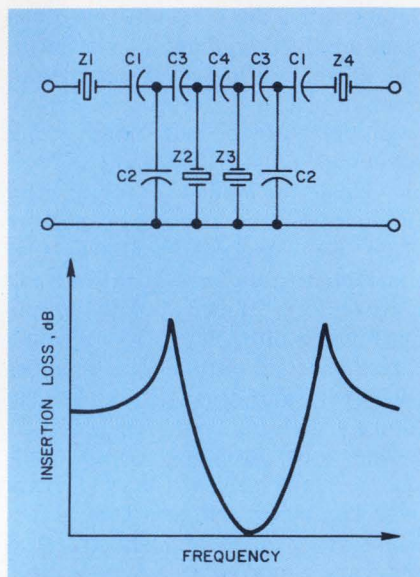 Z1 C1 C3 C4 C3 C1 Z4
C2 Z2 Z3 C2
INSERTION LOSS, dB
FREQUENCY